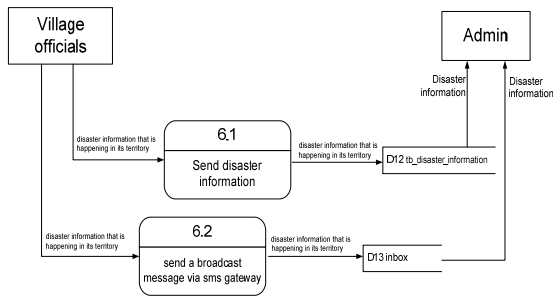 Village
officials
Admin
Disaster
information
Disaster
information
disaster information that is
happening in its territory
6.1
Send disaster
information
disaster information that is
happening in its territory
D12 tb_disaster_information
disaster information that is
happening in its territory
6.2
send a broadcast
message via sms gateway
disaster information that is
happening in its territory
D13 inbox